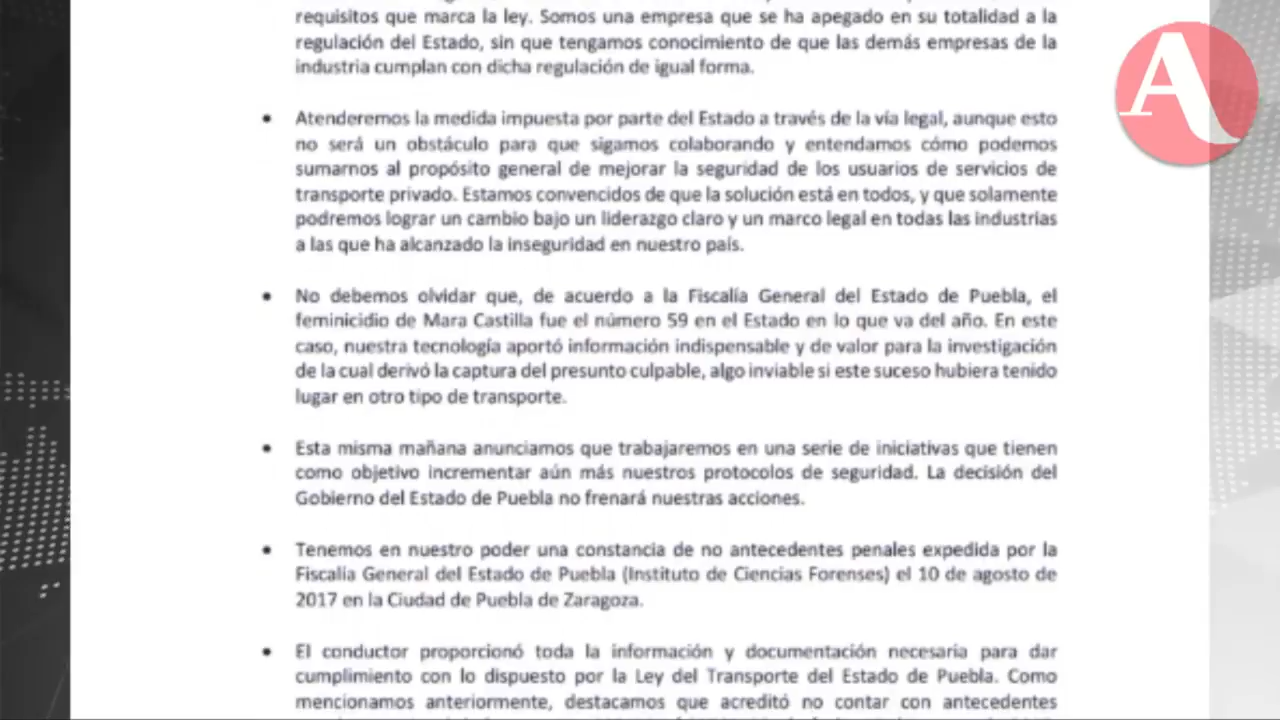 requisitos que marca la ley. Somos una empresa que se ha apegado en su totalidad a la
regulación del Estado, sin que tengamos conocimiento de que las demás empresas de la
industria cumplan con dicha regulación de igual forma.
A
• Atenderemos la medida impuesta por parte del Estado a través de la vía legal, aunque esto
no será un obstáculo para que sigamos colaborando y entendamos cómo podemos
sumarnos al propósito general de mejorar la seguridad de los usuarios de servicios de
transporte privado. Estamos convencidos de que la solución está en todos, y que solamente
podremos lograr un cambio bajo un liderazgo claro y un marco legal en todas las industrias
a las que ha alcanzado la inseguridad en nuestro país.
• No debemos olvidar que, de acuerdo a la Fiscalía General del Estado de Puebla, el
feminicidio de Mara Castilla fue el número 59 en el Estado en lo que va del año. En este
caso, nuestra tecnología aportó información indispensable y de valor para la investigación
de la cual derivó la captura del presunto culpable, algo inviable si este suceso hubiera tenido
lugar en otro tipo de transporte.
• Esta misma mañana anunciamos que trabajaremos en una serie de iniciativas que tienen
como objetivo incrementar aún más nuestros protocolos de seguridad. La decisión del
Gobierno del Estado de Puebla no frenará nuestras acciones.
• Tenemos en nuestro poder una constancia de no antecedentes penales expedida por la
Fiscalía General del Estado de Puebla (Instituto de Ciencias Forenses) el 10 de agosto de
2017 en la Ciudad de Puebla de Zaragoza.
• El conductor proporcionó toda la información y documentación necesaria para dar
cumplimiento con lo dispuesto por la Ley del Transporte del Estado de Puebla. Como
mencionamos anteriormente, destacamos que acreditó no contar con antecedentes